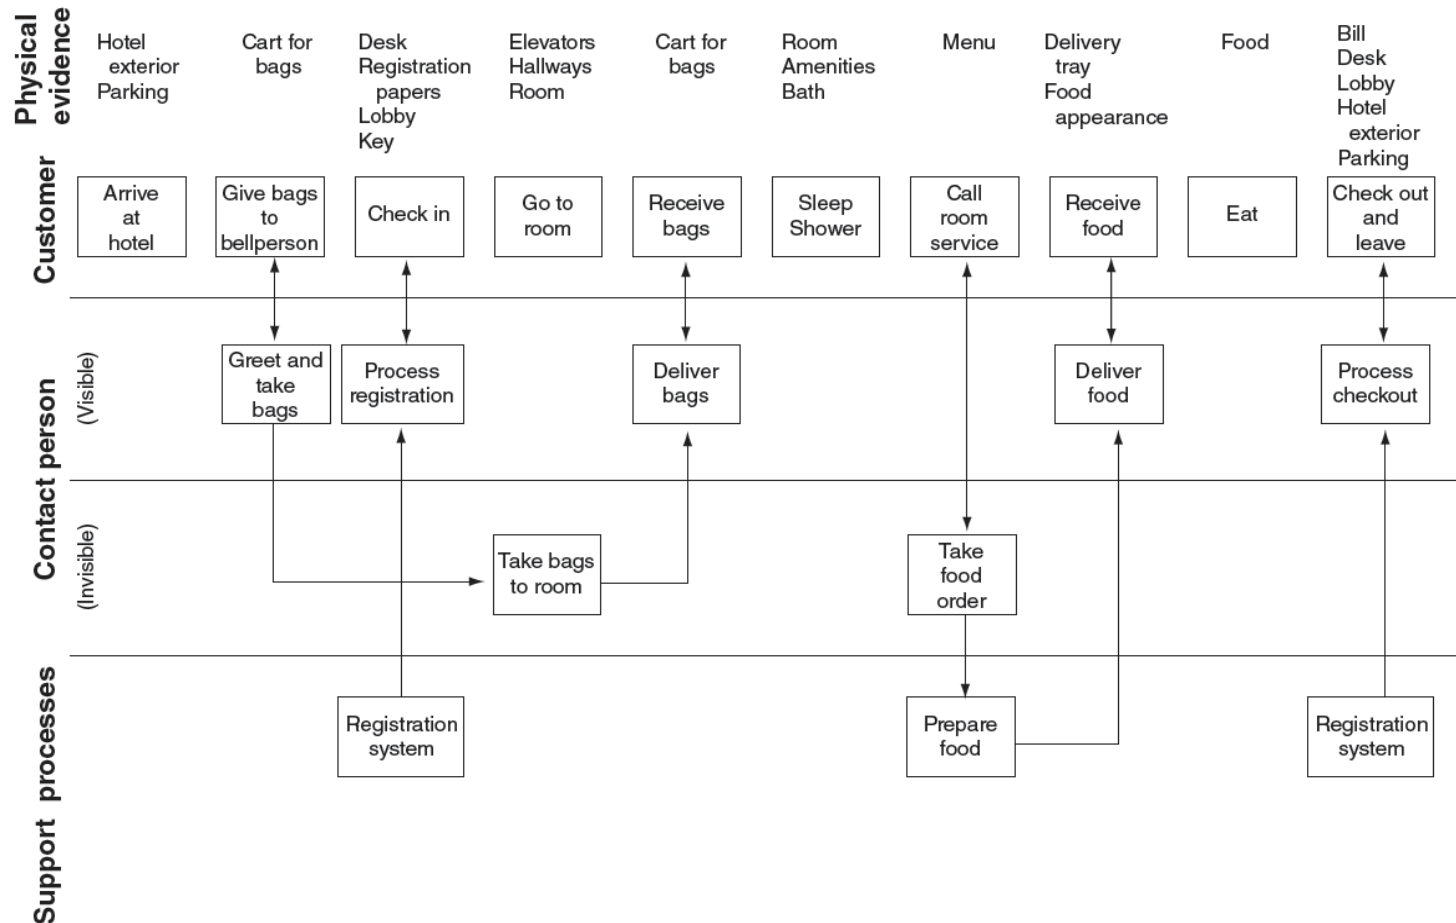 Physical
evidence
Hotel
exterior
Parking
Cart for
bags
Desk
Registration
papers
Lobby
Key
Elevators
Hallways
Room
Cart for
bags
Room
Amenities
Bath
Menu
Delivery
tray
Food
appearance
Food
Bill
Desk
Lobby
Hotel
exterior
Parking
Customer
Arrive
at
hotel
Give bags
to
bellperson
Check in
Go to
room
Receive
bags
Sleep
Shower
Call
room
service
Receive
food
Eat
Check out
and
leave
Contact person
(Visible)
Greet and
take
bags
Process
registration
Deliver
bags
Deliver
food
Process
checkout
(Invisible)
Take bags
to room
Take
food
order
Support processes
Registration
system
Prepare
food
Registration
system